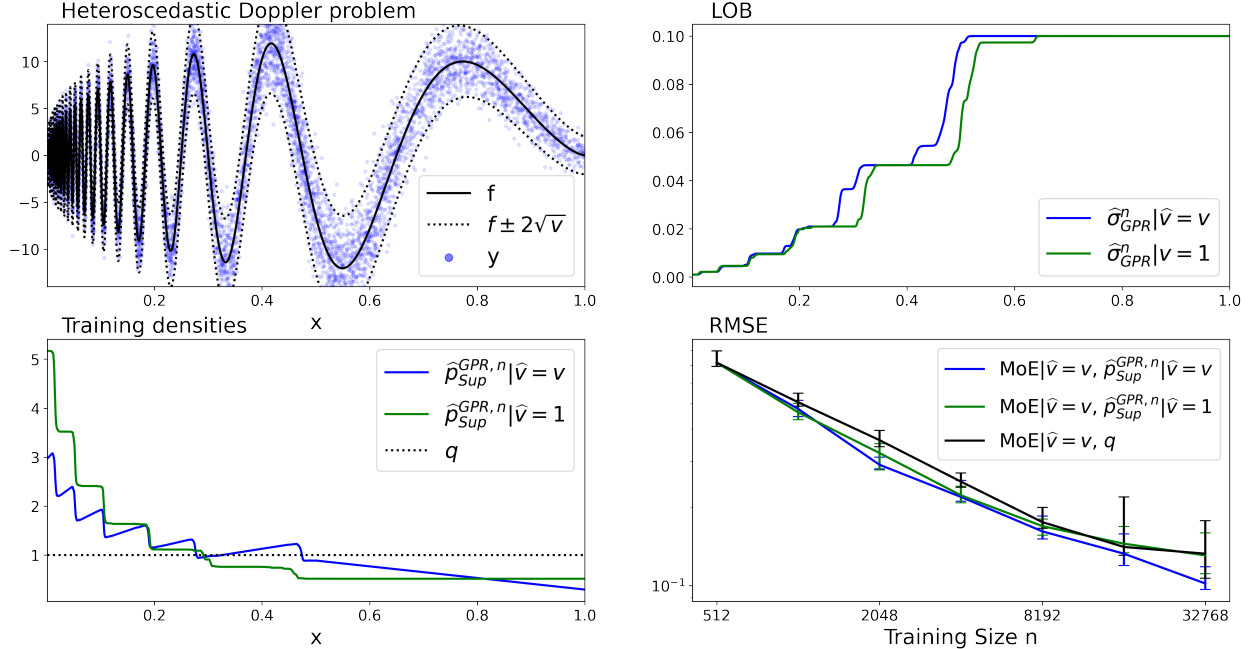 Heteroscedastic Doppler problem
10
5
0
−5
−10
f
f ± 2√v
y
0.2
0.4
0.6
0.8
1.0
x
LOB
0.10
0.08
0.06
0.04
0.02
0.00
σ̂ⁿ_GPR|v̂ = v
σ̂ⁿ_GPR|v = 1
0.2
0.4
0.6
0.8
1.0
Training densities
5
4
3
2
1
p̂^{GPR, n}_{Sup}|v̂ = v
p̂^{GPR, n}_{Sup}|v̂ = 1
q
0.2
0.4
0.6
0.8
1.0
x
RMSE
10⁻¹
MoE|v̂ = v, p̂^{GPR, n}_{Sup}|v̂ = v
MoE|v̂ = v, p̂^{GPR, n}_{Sup}|v̂ = 1
MoE|v̂ = v, q
512
2048
8192
32768
Training Size n